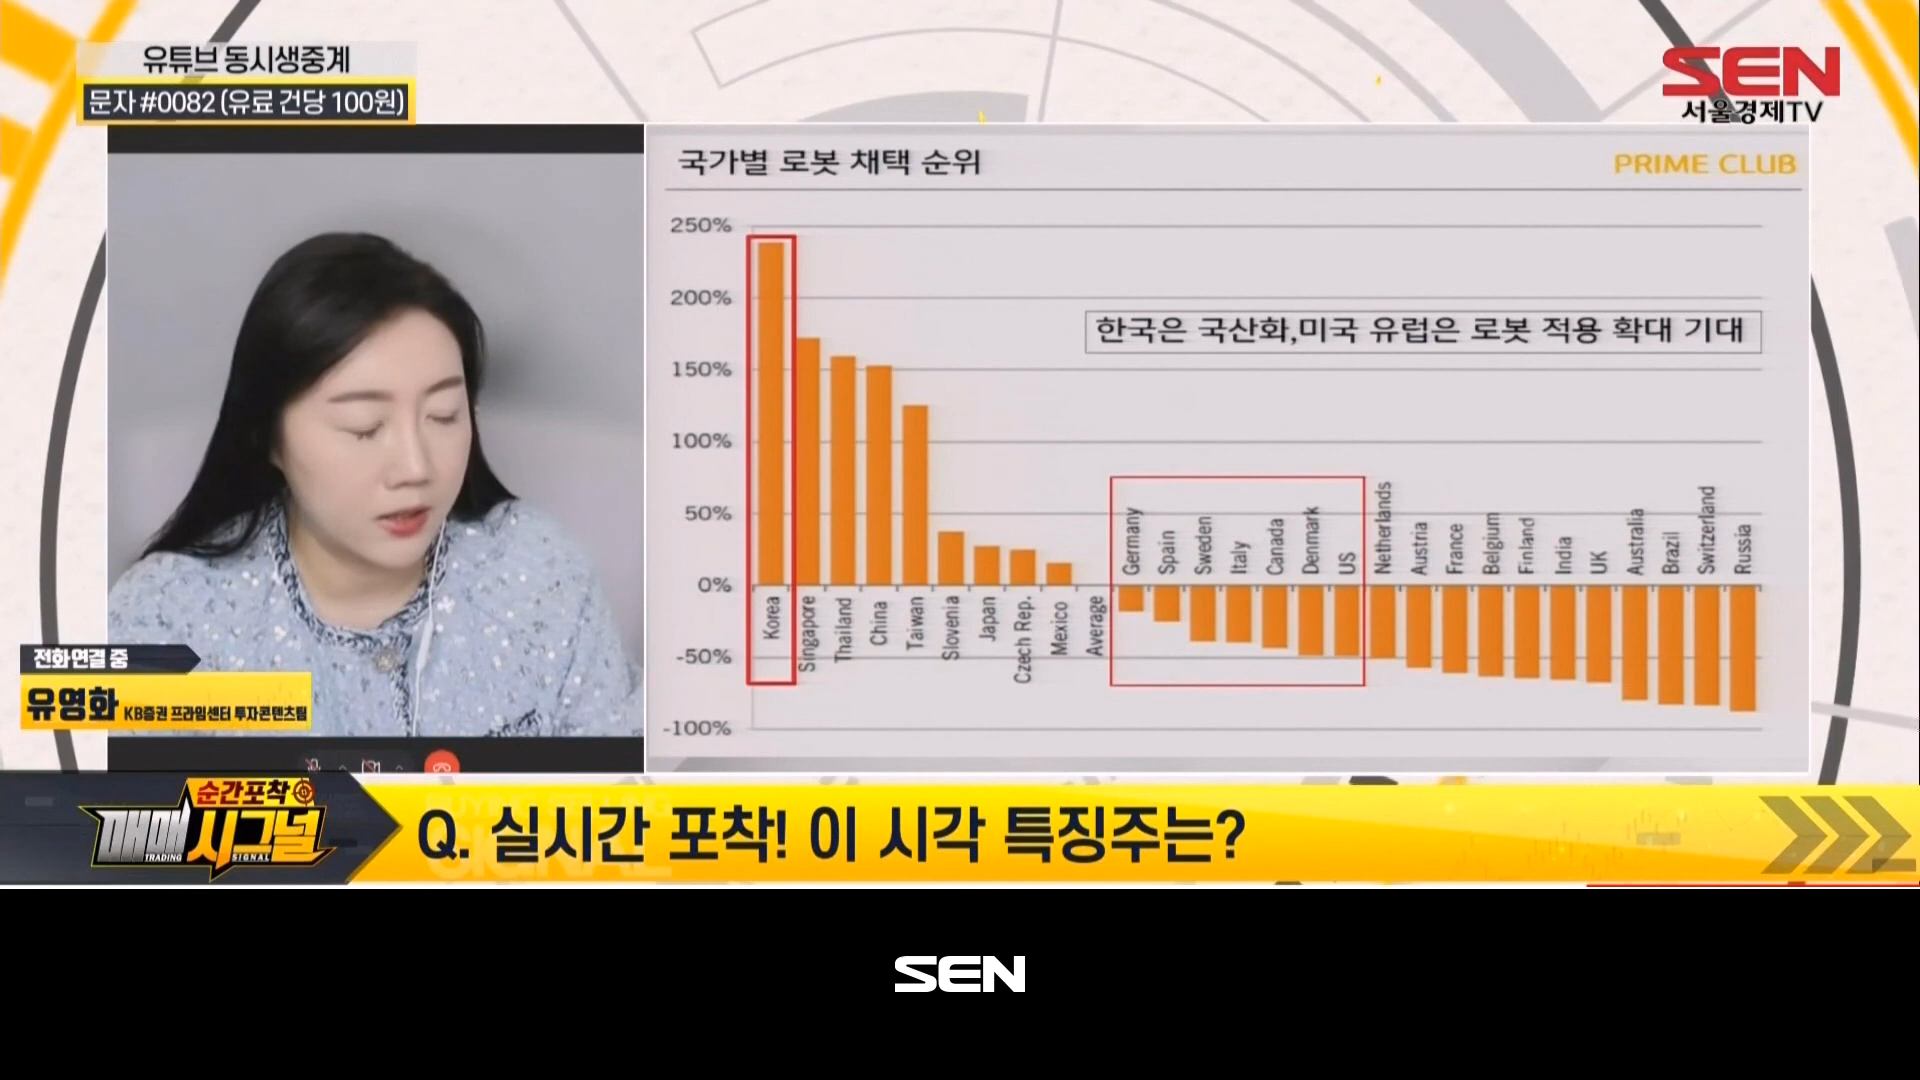 유튜브 동시생중계
문자 #0082 (유료 건당 100원)
SEN
서울경제TV
국가별 로봇 채택 순위
PRIME CLUB
250%
200%
150%
100%
50%
0%
-50%
-100%
한국은 국산화,미국 유럽은 로봇 적용 확대 기대
Korea
Singapore
Thailand
China
Taiwan
Slovenia
Japan
Czech Rep.
Mexico
Average
Germany
Spain
Sweden
Italy
Canada
Denmark
US
Netherlands
Austria
France
Belgium
Finland
India
UK
Australia
Brazil
Switzerland
Russia
전화연결 중
유영화 KB증권 프라임센터 투자콘텐츠팀
순간포착
매매시그널
TRADING SIGNAL
Q. 실시간 포착! 이 시각 특징주는?
SEN